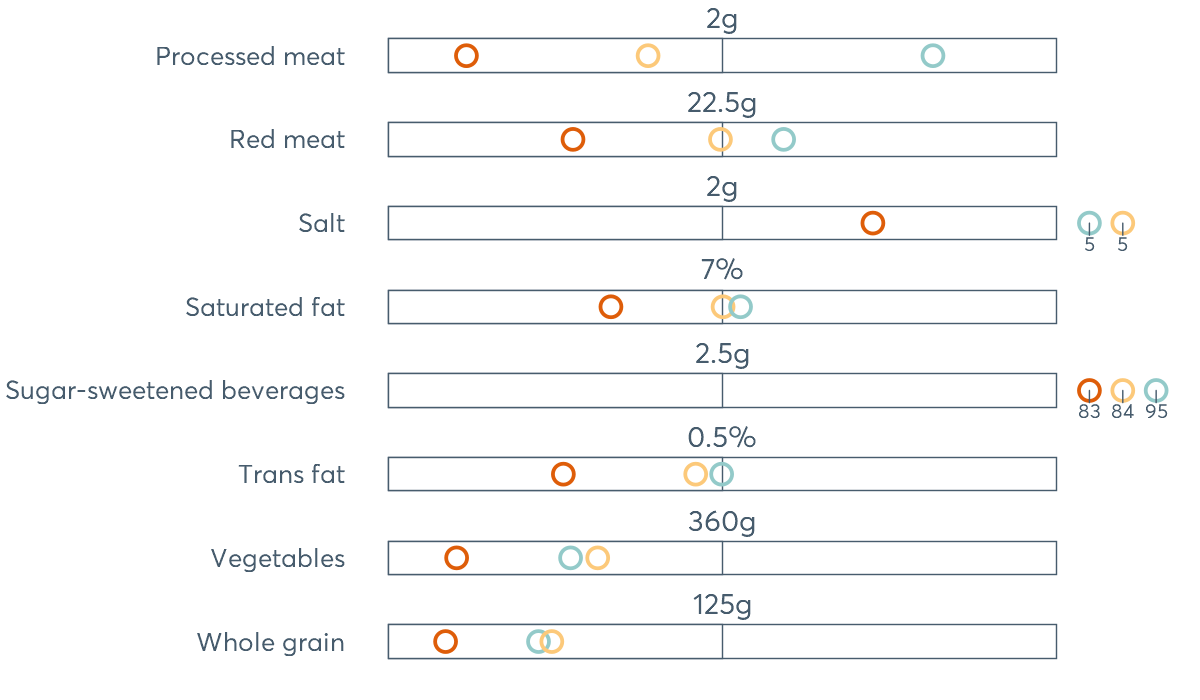 2g
Processed meat
22.5g
Red meat
2g
Salt
5 5
7%
Saturated fat
2.5g
Sugar-sweetened beverages
83 84 95
0.5%
Trans fat
360g
Vegetables
125g
Whole grain